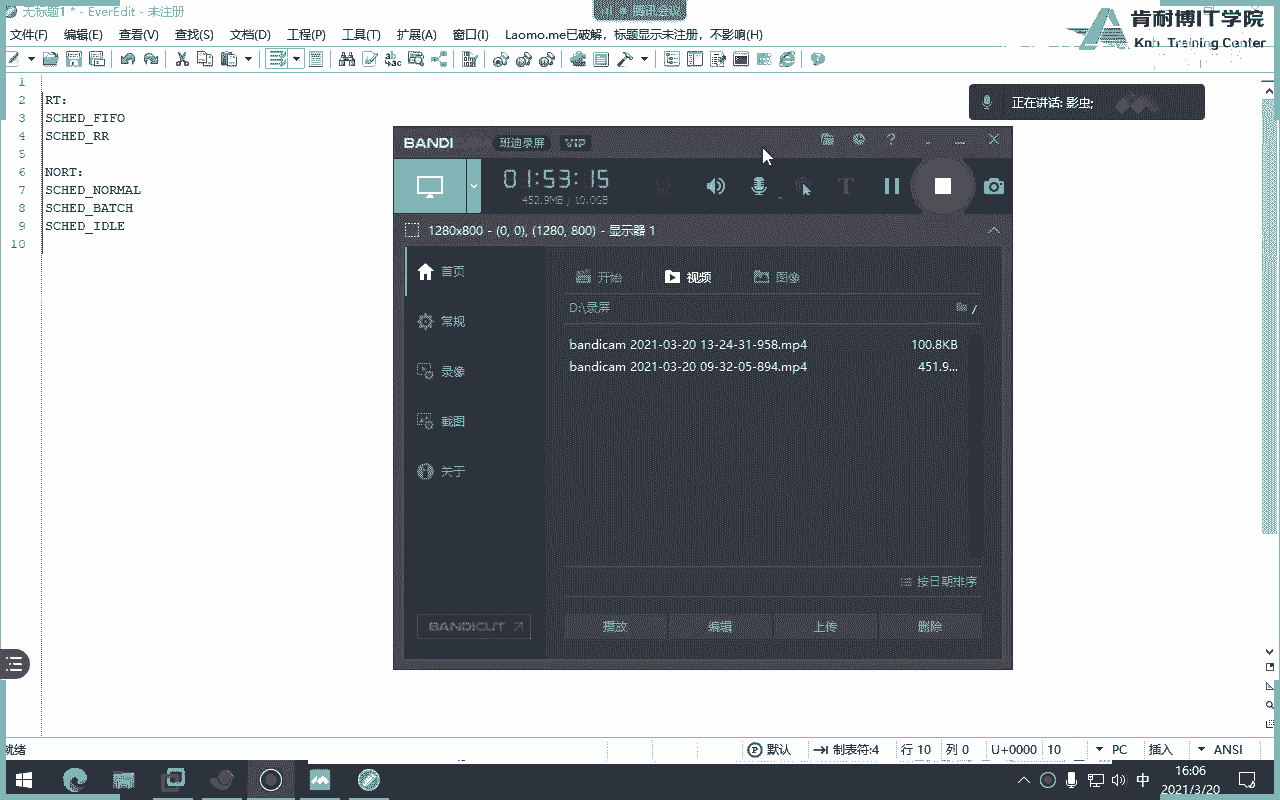 无标题1 * - EverEdit - 未注册
腾讯会议
文件(F) 编辑(E) 查看(V) 查找(S) 文档(D) 工程(P) 工具(T) 扩展(A) 窗口(I) Laomo.me已破解，标题显示未注册，不影响(H)
肯耐博IT学院
Knb Training Center
正在讲话: 影虫;
1
2 RT:
3 SCHED_FIFO
4 SCHED_RR
5
6 NORT:
7 SCHED_NORMAL
8 SCHED_BATCH
9 SCHED_IDLE
10
BANDI 班迪录屏 VIP
01:53:15
452.9MB / 10.0GB
1280x800 - (0, 0), (1280, 800) - 显示器 1
首页
常规
录像
截图
关于
BANDICUT
开始 视频 图像
D:\录屏
bandicam 2021-03-20 13-24-31-958.mp4 100.8KB
bandicam 2021-03-20 09-32-05-894.mp4 451.9...
按日期排序
播放 编辑 上传 删除
就绪 默认 制表符:4 行 10 列 0 U+0000 10 PC 插入 ANSI
中
16:06
2021/3/20